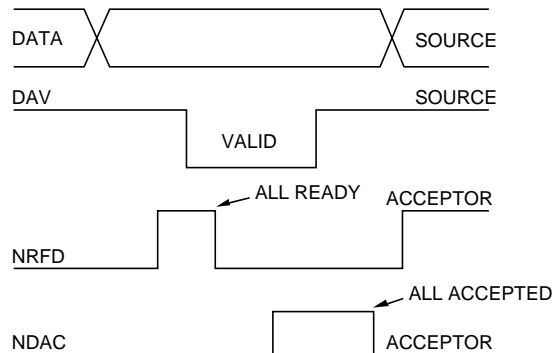 DATA SOURCE
DAV SOURCE
VALID
ALL READY
ACCEPTOR
NRFD
ALL ACCEPTED
NDAC ACCEPTOR